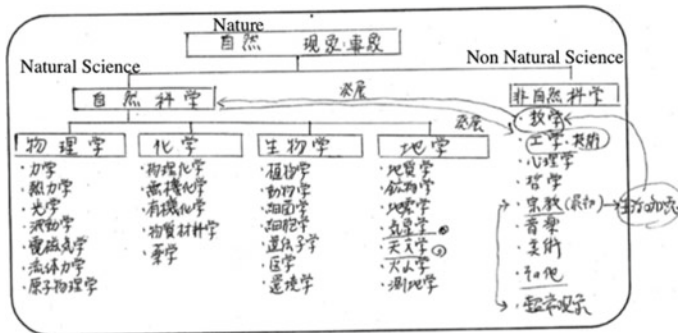 Nature
自然 現象・事象
Natural Science
Non Natural Science
自然科学
発展
非自然科学
発展
物理学
・力学
・熱力学
・光学
・波動学
・電磁気学
・流体力学
・原子物理学
化学
・物理化学
・無機化学
・有機化学
・物質材料学
・薬学
生物学
・植物学
・動物学
・細菌学
・細胞学
・遺伝子学
・医学
・環境学
地学
・地質学
・鉱物学
・地震学
・気象学
・天文学
・火山学
・測地学
・数学
・工学・技術
・心理学
・哲学
・宗教(最初)
・音楽
・美術
・その他
・超常現象